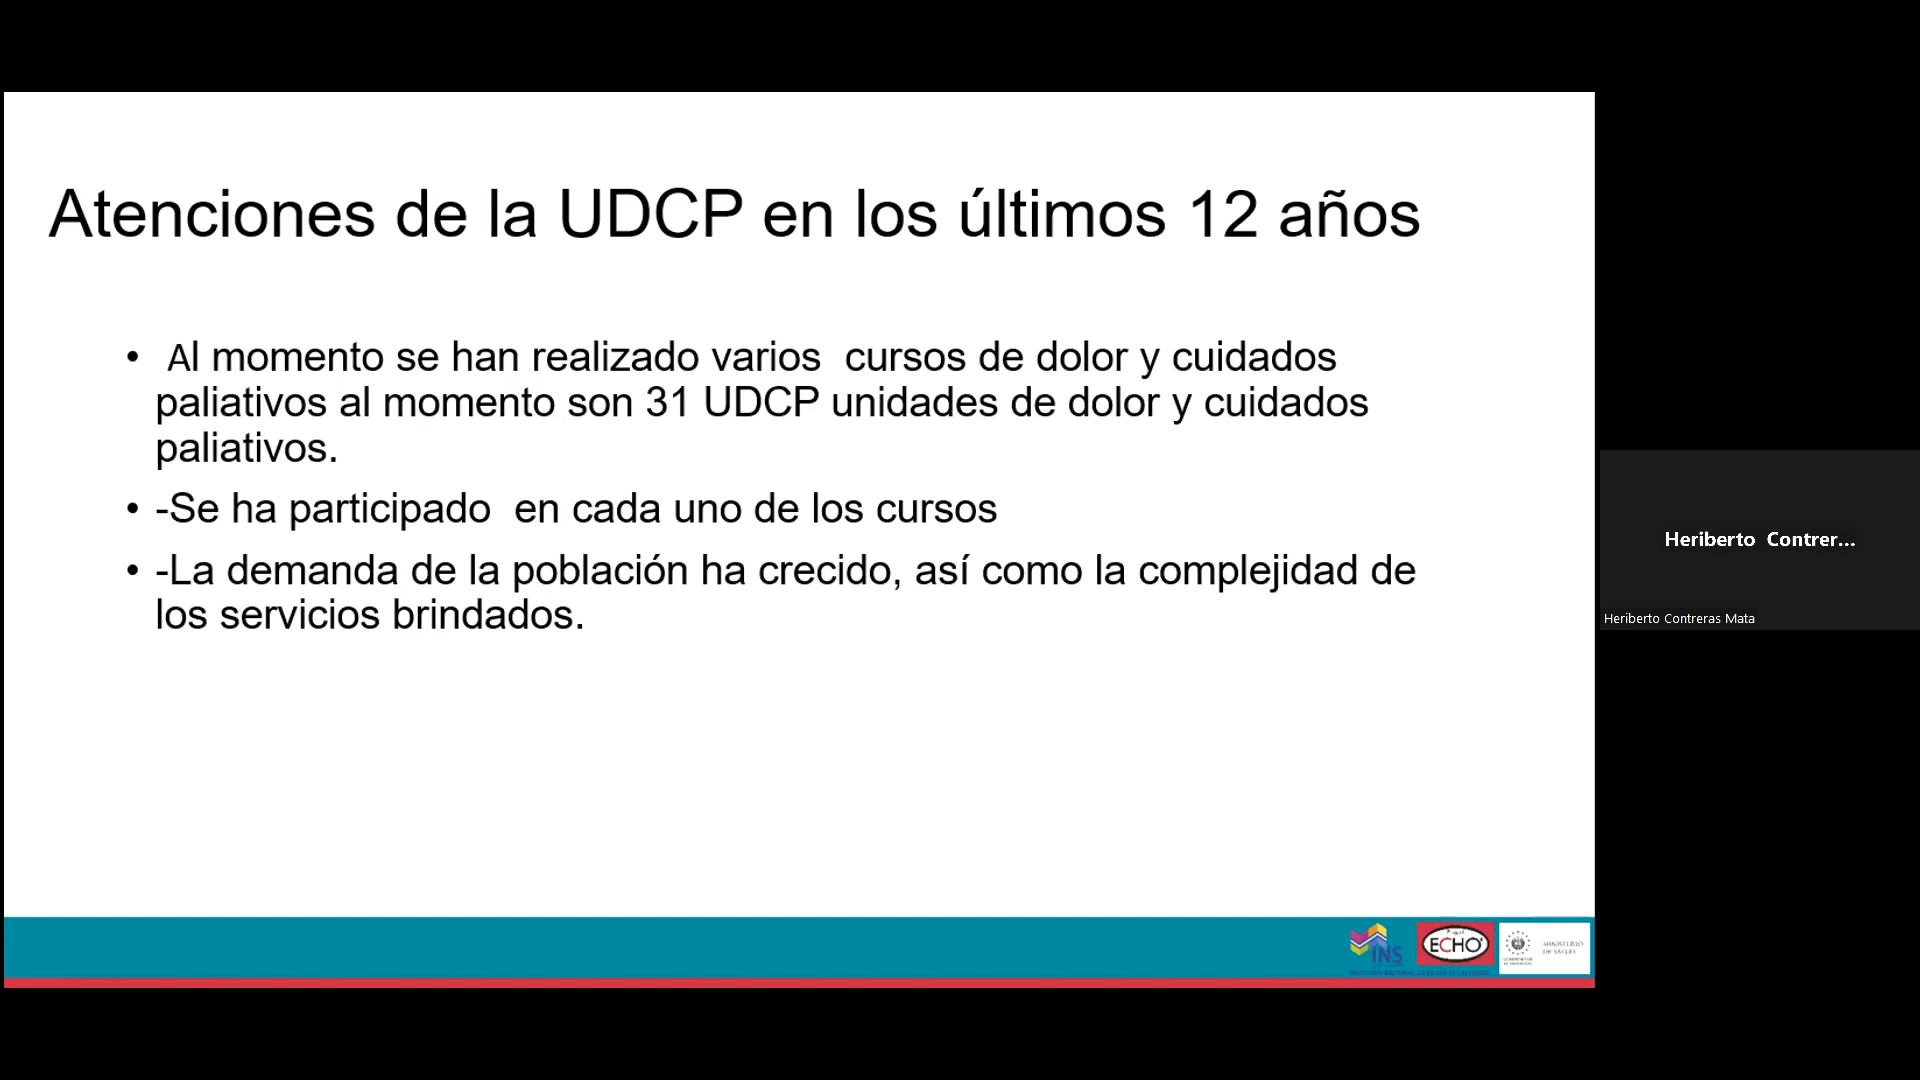 Atenciones de la UDCP en los últimos 12 años
• Al momento se han realizado varios cursos de dolor y cuidados
paliativos al momento son 31 UDCP unidades de dolor y cuidados
paliativos.
• -Se ha participado en cada uno de los cursos
• -La demanda de la población ha crecido, así como la complejidad de
los servicios brindados.
Heriberto Contrer...
Heriberto Contreras Mata
INS
ECHO
MINISTERIO
DE SALUD